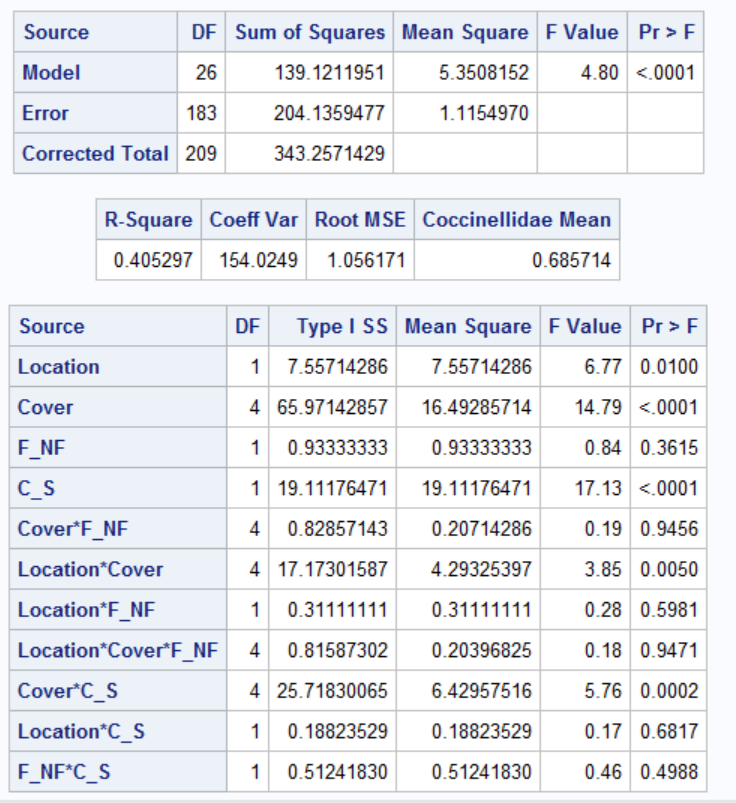 Source DF Sum of Squares Mean Square F Value Pr > F
Model 26 139.1211951 5.3508152 4.80 <.0001
Error 183 204.1359477 1.1154970
Corrected Total 209 343.2571429
R-Square Coeff Var Root MSE Coccinellidae Mean
0.405297 154.0249 1.056171 0.685714
Source DF Type I SS Mean Square F Value Pr > F
Location 1 7.55714286 7.55714286 6.77 0.0100
Cover 4 65.97142857 16.49285714 14.79 <.0001
F_NF 1 0.93333333 0.93333333 0.84 0.3615
C_S 1 19.11176471 19.11176471 17.13 <.0001
Cover*F_NF 4 0.82857143 0.20714286 0.19 0.9456
Location*Cover 4 17.17301587 4.29325397 3.85 0.0050
Location*F_NF 1 0.31111111 0.31111111 0.28 0.5981
Location*Cover*F_NF 4 0.81587302 0.20396825 0.18 0.9471
Cover*C_S 4 25.71830065 6.42957516 5.76 0.0002
Location*C_S 1 0.18823529 0.18823529 0.17 0.6817
F_NF*C_S 1 0.51241830 0.51241830 0.46 0.4988